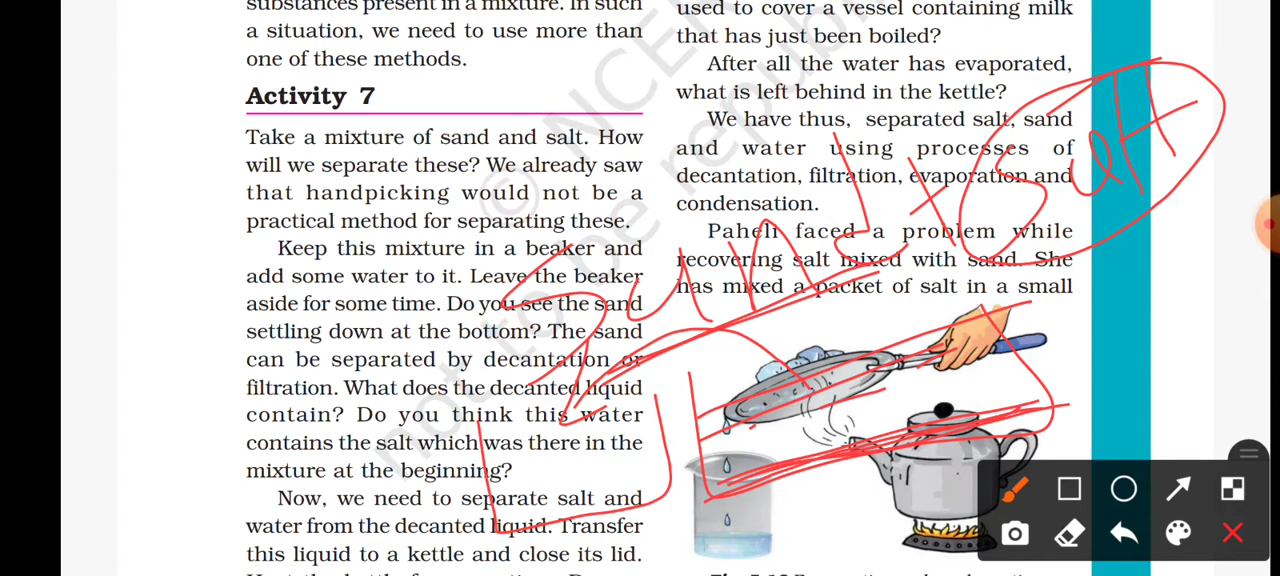 substances present in a mixture. In such
a situation, we need to use more than
one of these methods.
Activity 7
Take a mixture of sand and salt. How
will we separate these? We already saw
that handpicking would not be a
practical method for separating these.
Keep this mixture in a beaker and
add some water to it. Leave the beaker
aside for some time. Do you see the sand
settling down at the bottom? The sand
can be separated by decantation or
filtration. What does the decanted liquid
contain? Do you think this water
contains the salt which was there in the
mixture at the beginning?
Now, we need to separate salt and
water from the decanted liquid. Transfer
this liquid to a kettle and close its lid.
used to cover a vessel containing milk
that has just been boiled?
After all the water has evaporated,
what is left behind in the kettle?
We have thus, separated salt, sand
and water using processes of
decantation, filtration, evaporation and
condensation.
Paheli faced a problem while
recovering salt mixed with sand. She
has mixed a packet of salt in a small
Sand + Salt
not to be republ
© NCER